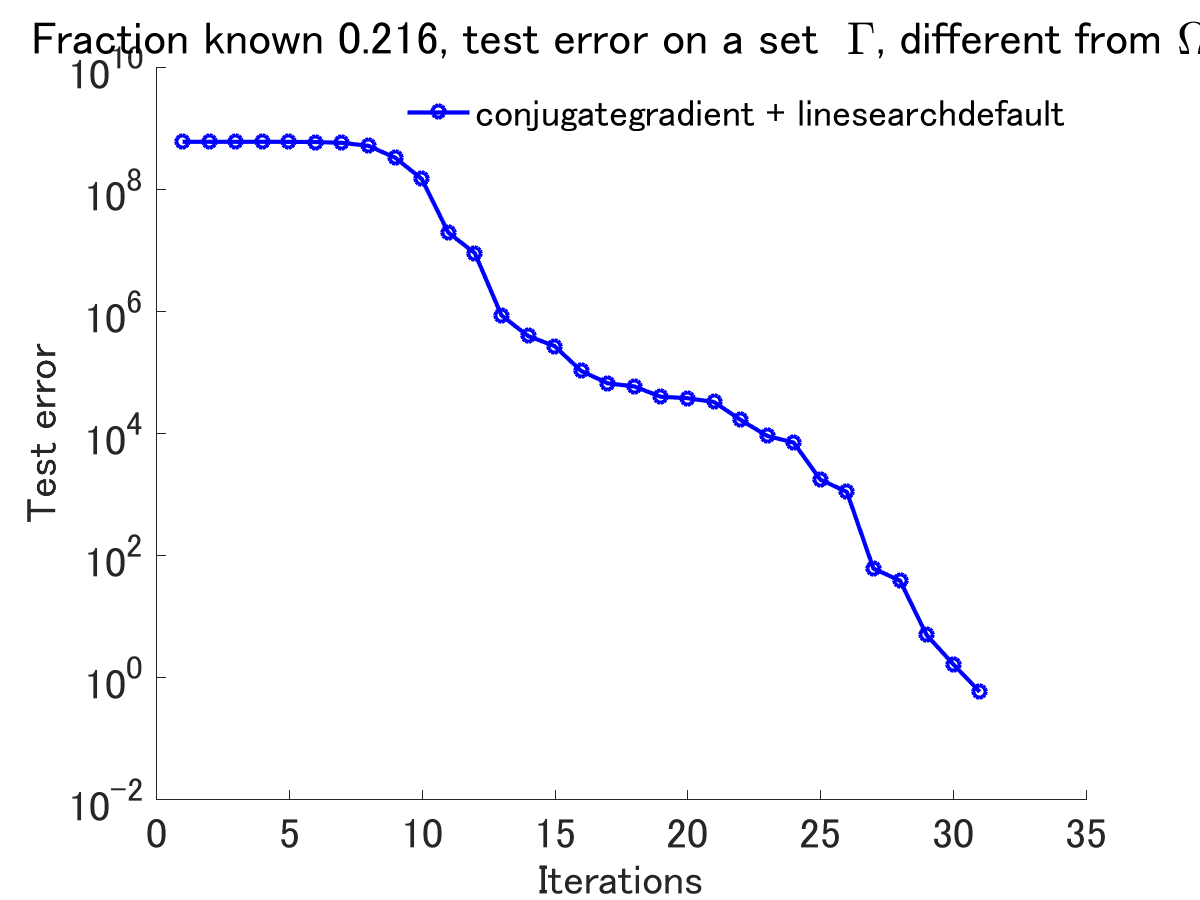 Fraction known 0.216, test error on a set Γ, different from Ω
conjugategradient + linesearchdefault
10^10
10^8
10^6
10^4
10^2
10^0
10^−2
Test error
0 5 10 15 20 25 30 35
Iterations